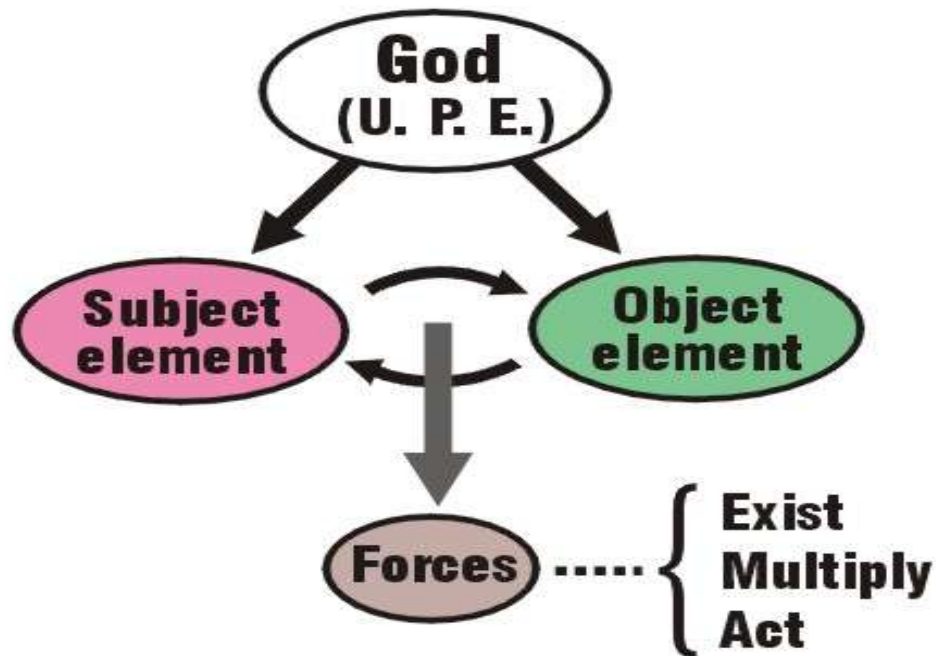 God
(U. P. E.)
Subject
element
Object
element
Forces
Exist
Multiply
Act